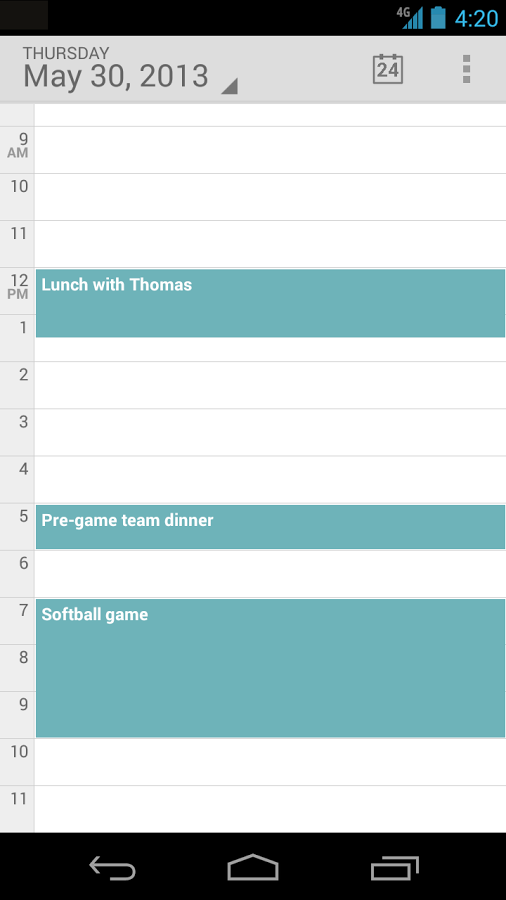 4G 4:20
THURSDAY
May 30, 2013
24
9
AM
10
11
12
PM
Lunch with Thomas
1
2
3
4
5
Pre-game team dinner
6
7
Softball game
8
9
10
11